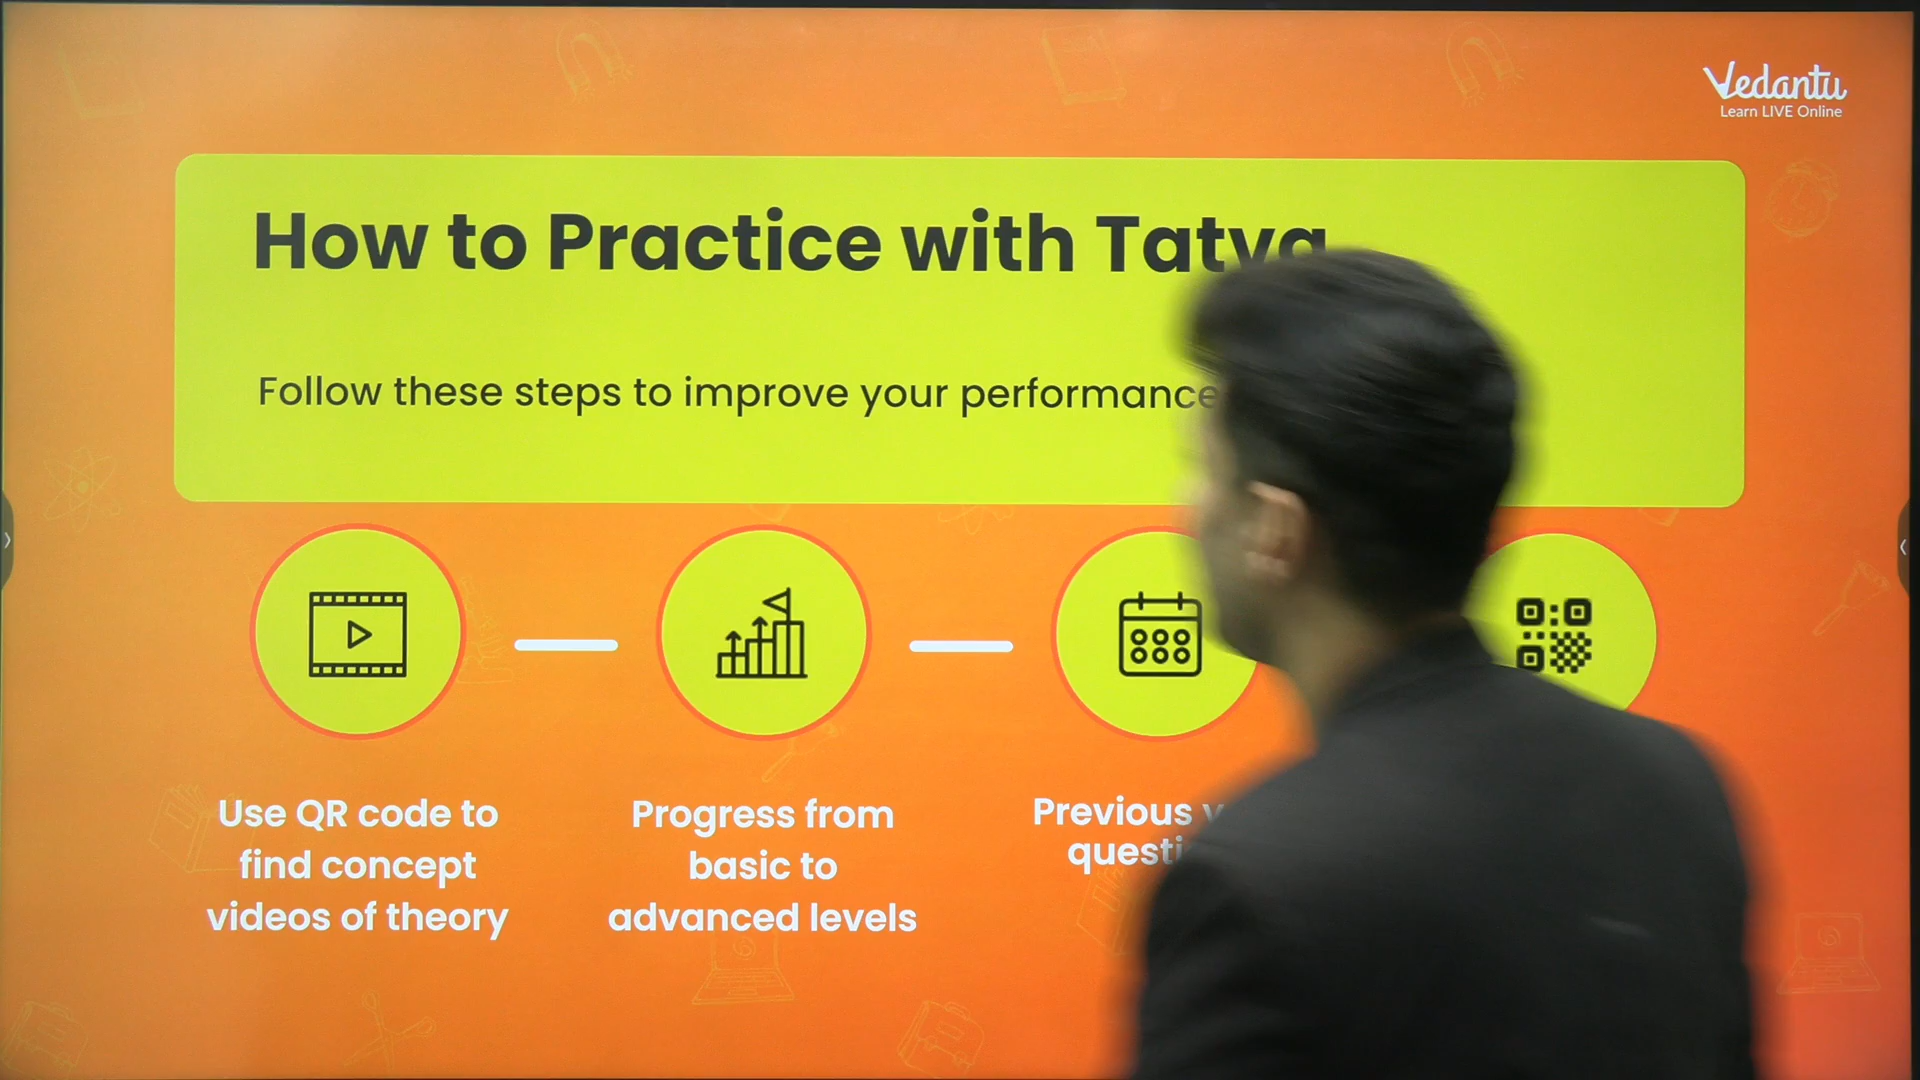 Vedantu
Learn LIVE Online
How to Practice with Tatva
Follow these steps to improve your performance
Use QR code to
find concept
videos of theory
Progress from
basic to
advanced levels
Previous